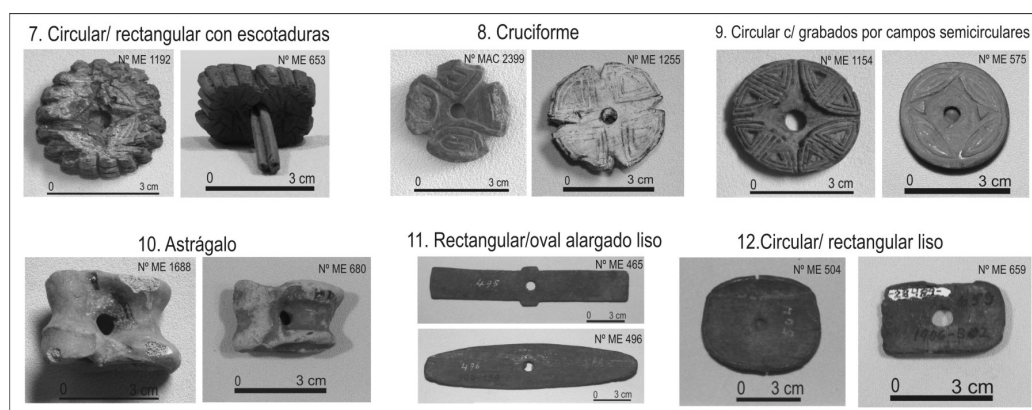 7. Circular/ rectangular con escotaduras
Nº ME 1192
Nº ME 653
0 3 cm
0 3 cm
8. Cruciforme
Nº MAC 2399
Nº ME 1255
0 3 cm
0 3 cm
9. Circular c/ grabados por campos semicirculares
Nº ME 1154
Nº ME 575
0 3 cm
0 3 cm
10. Astrágalo
Nº ME 1688
Nº ME 680
0 3 cm
0 3 cm
11. Rectangular/oval alargado liso
Nº ME 465
0 3 cm
Nº ME 496
496
0 3 cm
12.Circular/ rectangular liso
Nº ME 504
Nº ME 659
659
0 3 cm
0 3 cm